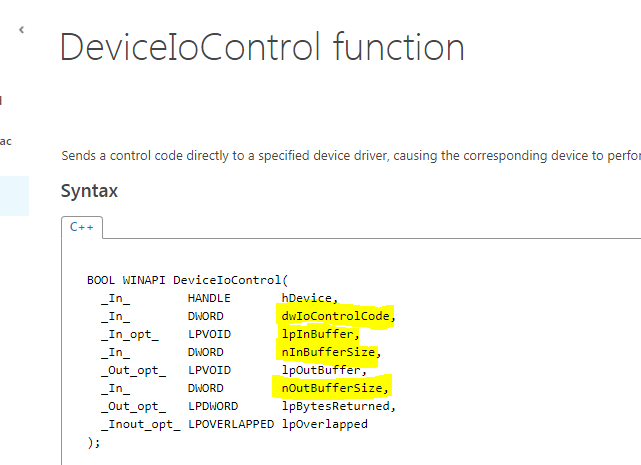 ‹
DeviceIoControl function
ac
Sends a control code directly to a specified device driver, causing the corresponding device to perfor
Syntax
C++
BOOL WINAPI DeviceIoControl(
_In_ HANDLE hDevice,
_In_ DWORD dwIoControlCode,
_In_opt_ LPVOID lpInBuffer,
_In_ DWORD nInBufferSize,
_Out_opt_ LPVOID lpOutBuffer,
_In_ DWORD nOutBufferSize,
_Out_opt_ LPDWORD lpBytesReturned,
_Inout_opt_ LPOVERLAPPED lpOverlapped
);